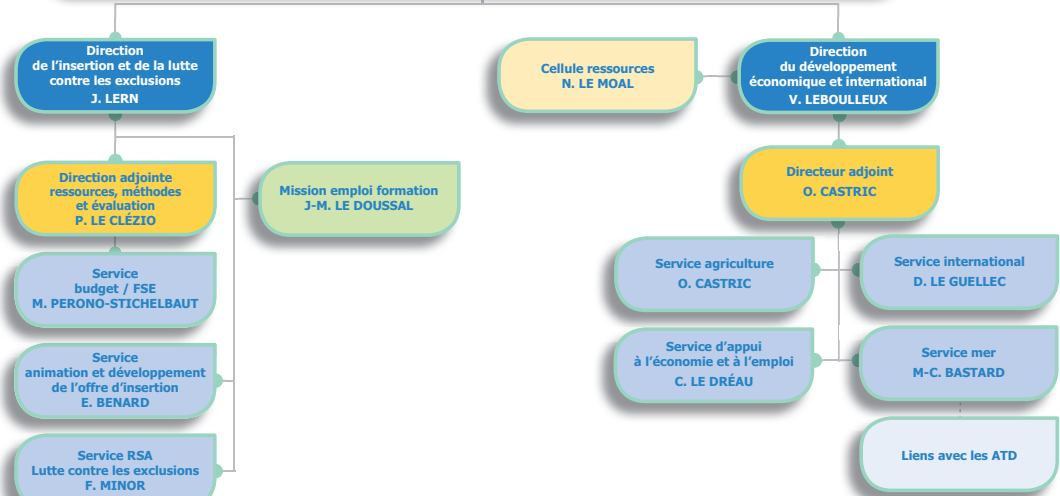 Direction
de l'insertion et de la lutte
contre les exclusions
J. LERN
Direction adjointe
ressources, méthodes
et évaluation
P. LE CLÉZIO
Mission emploi formation
J-M. LE DOUSSAL
Service
budget / FSE
M. PERONO-STICHELBAUT
Service
animation et développement
de l'offre d'insertion
E. BENARD
Service RSA
Lutte contre les exclusions
F. MINOR
Cellule ressources
N. LE MOAL
Direction
du développement
économique et international
V. LEBOULLEUX
Directeur adjoint
O. CASTRIC
Service agriculture
O. CASTRIC
Service international
D. LE GUELLEC
Service d'appui
à l'économie et à l'emploi
C. LE DRÉAU
Service mer
M-C. BASTARD
Liens avec les ATD